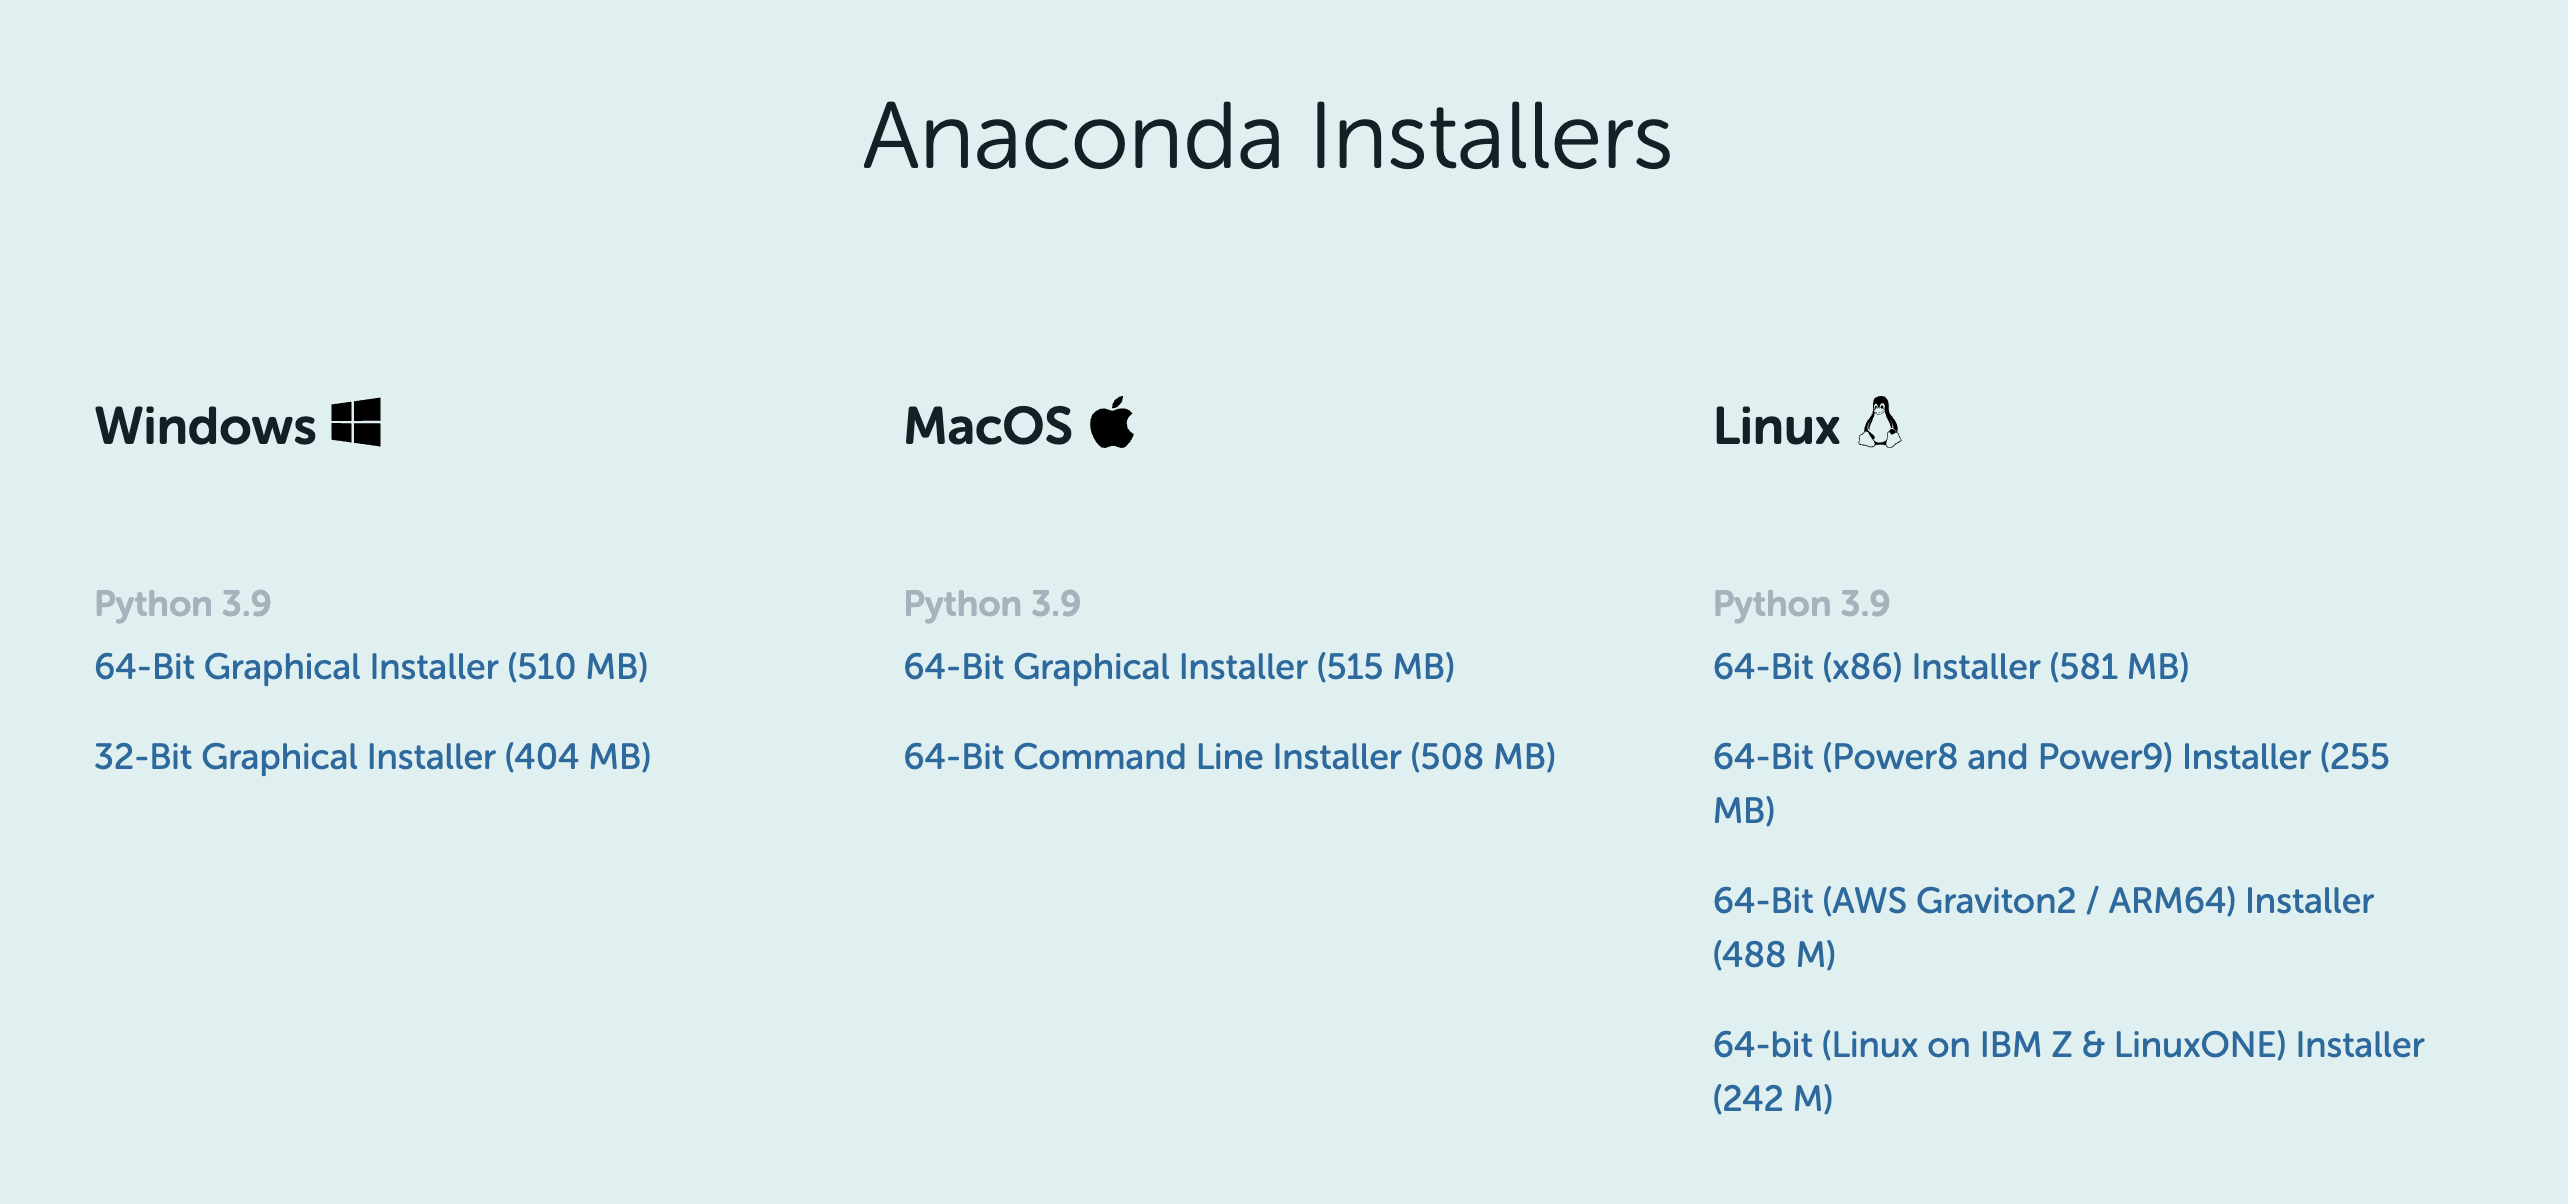 Anaconda Installers
Windows
Python 3.9
64-Bit Graphical Installer (510 MB)
32-Bit Graphical Installer (404 MB)
MacOS
Python 3.9
64-Bit Graphical Installer (515 MB)
64-Bit Command Line Installer (508 MB)
Linux
Python 3.9
64-Bit (x86) Installer (581 MB)
64-Bit (Power8 and Power9) Installer (255
MB)
64-Bit (AWS Graviton2 / ARM64) Installer
(488 M)
64-bit (Linux on IBM Z & LinuxONE) Installer
(242 M)